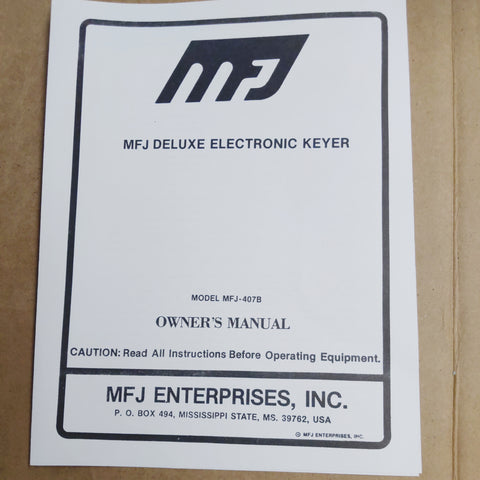 MFJ
MFJ DELUXE ELECTRONIC KEYER
MODEL MFJ-407B
OWNER'S MANUAL
CAUTION: Read All Instructions Before Operating Equipment.
MFJ ENTERPRISES, INC.
P. O. BOX 494, MISSISSIPPI STATE, MS. 39762, USA
© MFJ ENTERPRISES, INC.